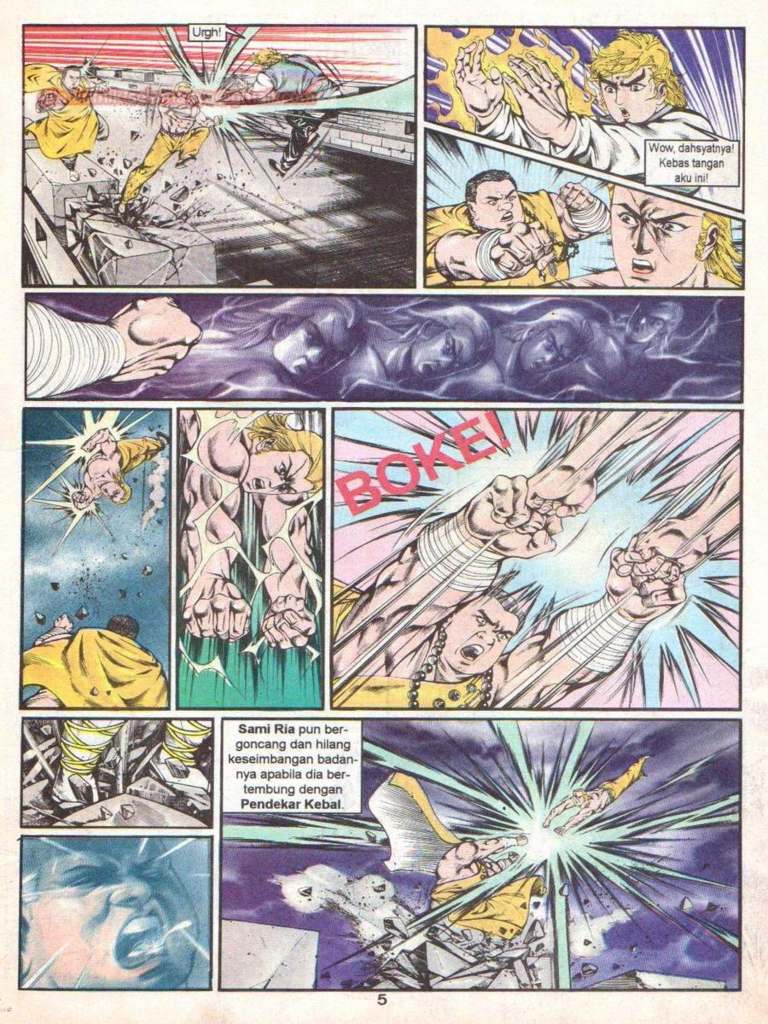 Urgh!
Wow, dahsyatnya!
Kebas tangan
aku ini!
BOKE!
Sami Ria pun ber-
goncang dan hilang
keseimbangan badan-
nya apabila dia ber-
tembung dengan
Pendekar Kebal.
5